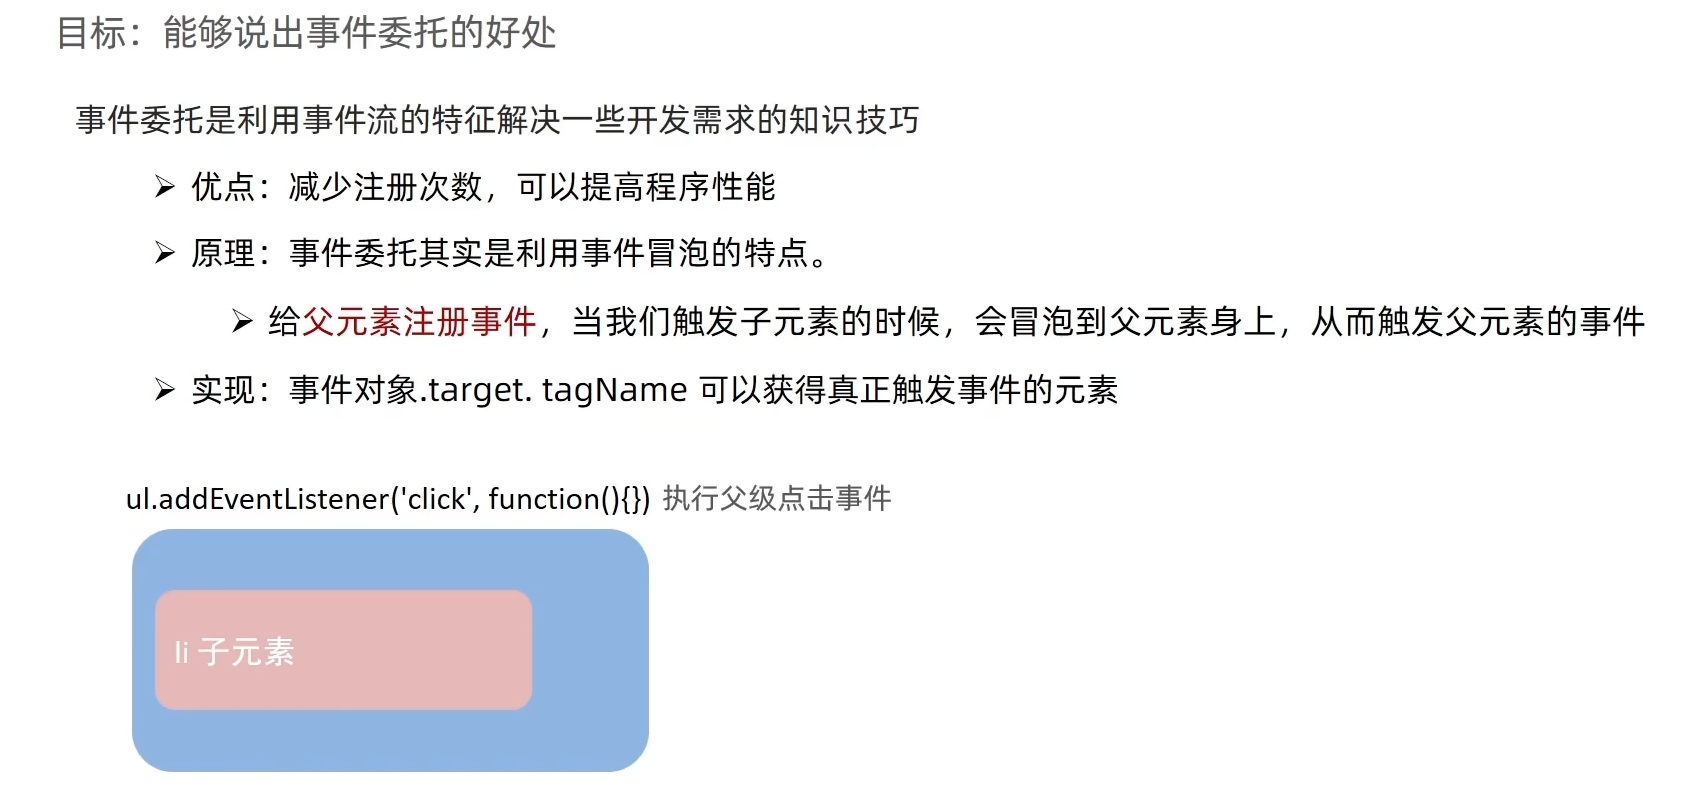 目标：能够说出事件委托的好处
事件委托是利用事件流的特征解决一些开发需求的知识技巧
➢ 优点：减少注册次数，可以提高程序性能
➢ 原理：事件委托其实是利用事件冒泡的特点。
➢ 给父元素注册事件，当我们触发子元素的时候，会冒泡到父元素身上，从而触发父元素的事件
➢ 实现：事件对象.target. tagName 可以获得真正触发事件的元素
ul.addEventListener('click', function(){}) 执行父级点击事件
li 子元素